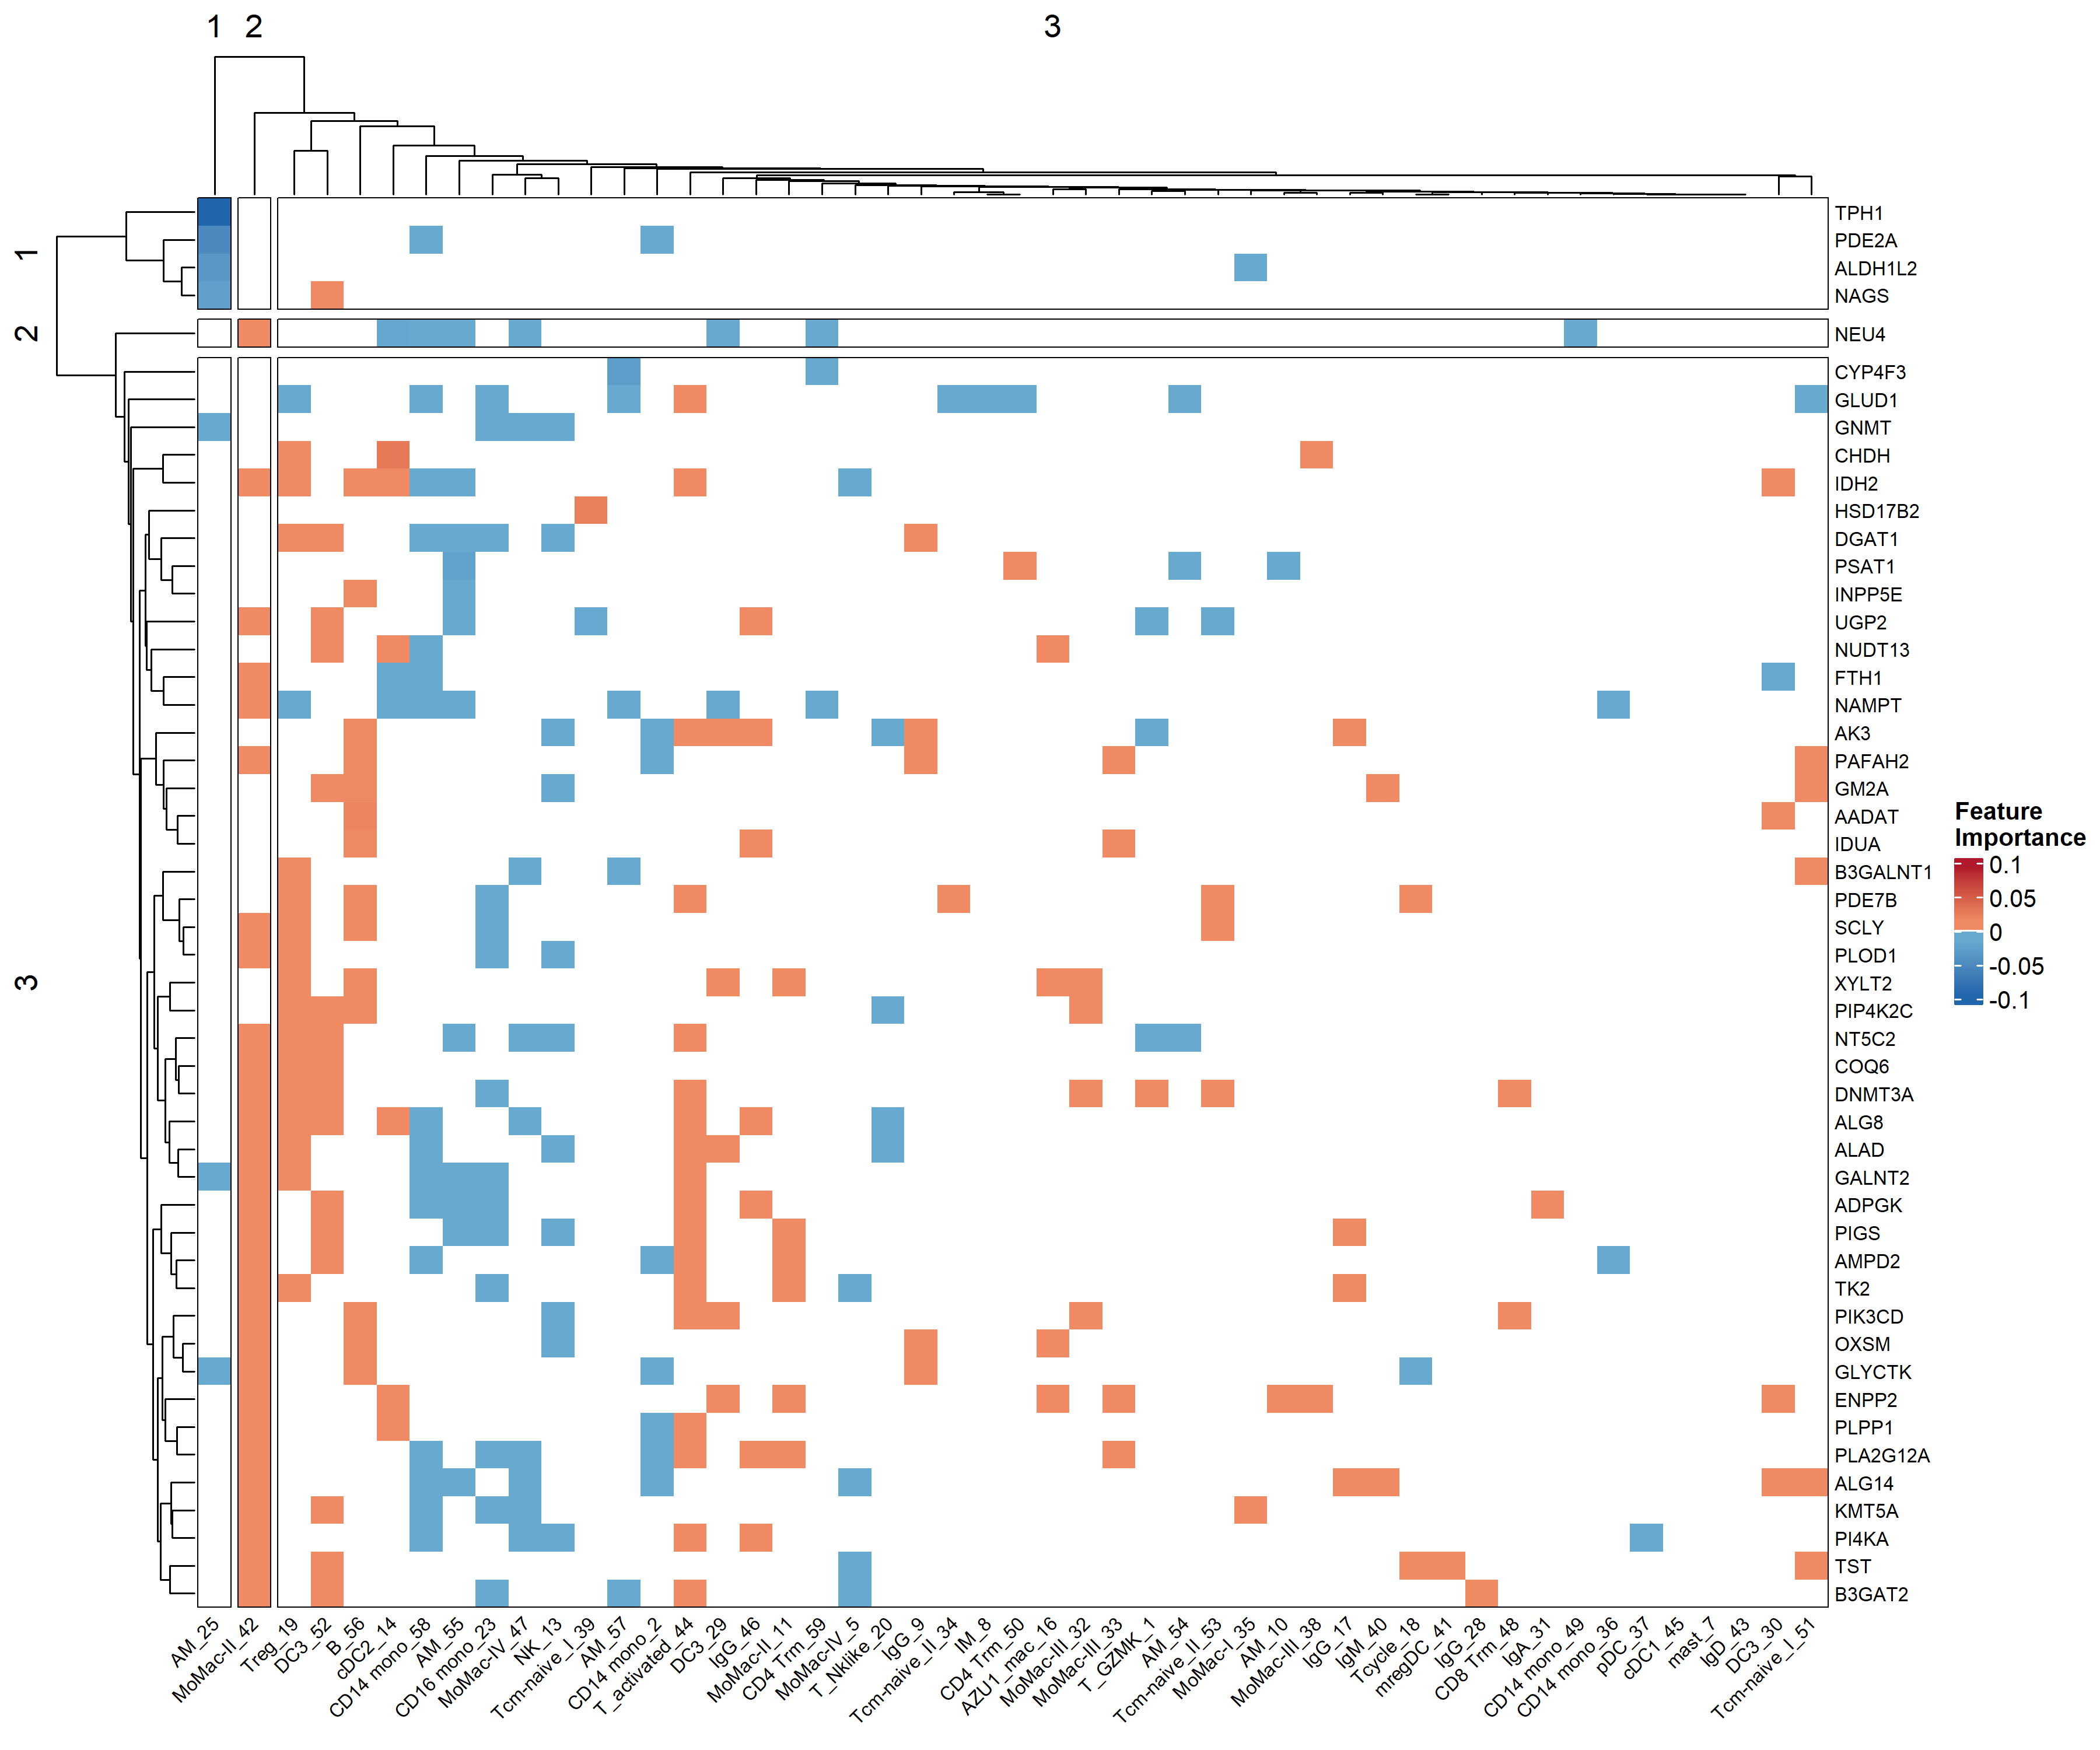 1 2 3
1
2
3
TPH1
PDE2A
ALDH1L2
NAGS
NEU4
CYP4F3
GLUD1
GNMT
CHDH
IDH2
HSD17B2
DGAT1
PSAT1
INPP5E
UGP2
NUDT13
FTH1
NAMPT
AK3
PAFAH2
GM2A
AADAT
IDUA
B3GALNT1
PDE7B
SCLY
PLOD1
XYLT2
PIP4K2C
NT5C2
COQ6
DNMT3A
ALG8
ALAD
GALNT2
ADPGK
PIGS
AMPD2
TK2
PIK3CD
OXSM
GLYCTK
ENPP2
PLPP1
PLA2G12A
ALG14
KMT5A
PI4KA
TST
B3GAT2
AM_25
MoMac-II_42
Treg_19
DC3_52
B_56
cDC2_14
CD14 mono_58
AM_55
CD16 mono_23
MoMac-IV_47
NK_13
Tcm-naive_I_39
AM_57
CD14 mono_2
T_activated_44
DC3_29
IgG_46
MoMac-II_11
CD4 Trm_59
MoMac-IV_5
T_Nklike_20
IgG_9
Tcm-naive_II_34
IM_8
CD4 Trm_50
AZU1_mac_16
MoMac-III_32
MoMac-III_33
T_GZMK_1
AM_54
Tcm-naive_II_53
MoMac-I_35
AM_10
MoMac-III_38
IgG_17
IgM_40
Tcycle_18
mregDC_41
IgG_28
CD8 Trm_48
IgA_31
CD14 mono_49
CD14 mono_36
pDC_37
cDC1_45
mast_7
IgD_43
DC3_30
Tcm-naive_I_51
Feature
Importance
0.1
0.05
0
-0.05
-0.1